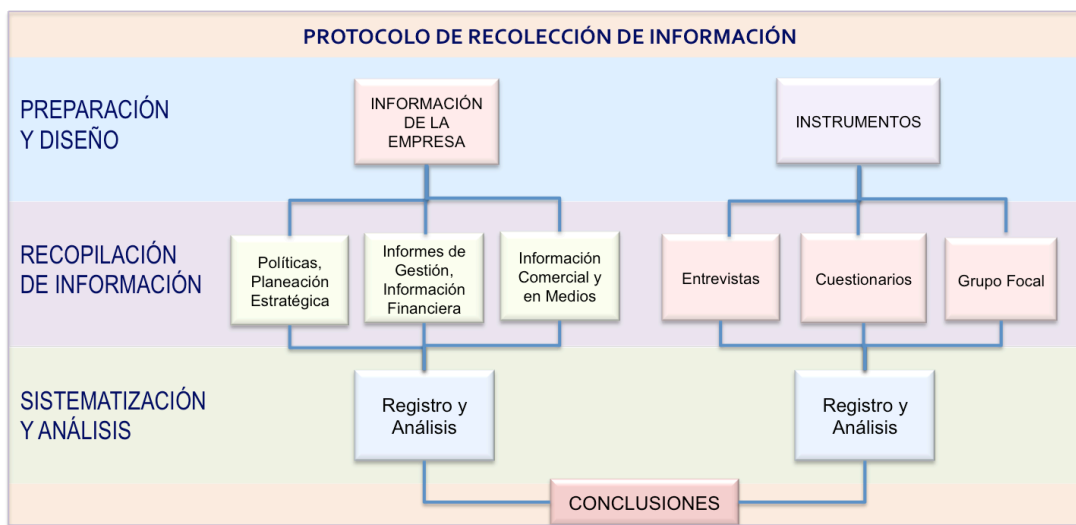 PROTOCOLO DE RECOLECCIÓN DE INFORMACIÓN
PREPARACIÓN
Y DISEÑO
INFORMACIÓN
DE LA
EMPRESA
INSTRUMENTOS
RECOPILACIÓN
DE INFORMACIÓN
Políticas,
Planeación
Estratégica
Informes de
Gestión,
Información
Financiera
Información
Comercial y
en Medios
Entrevistas
Cuestionarios
Grupo Focal
SISTEMATIZACIÓN
Y ANÁLISIS
Registro y
Análisis
Registro y
Análisis
CONCLUSIONES